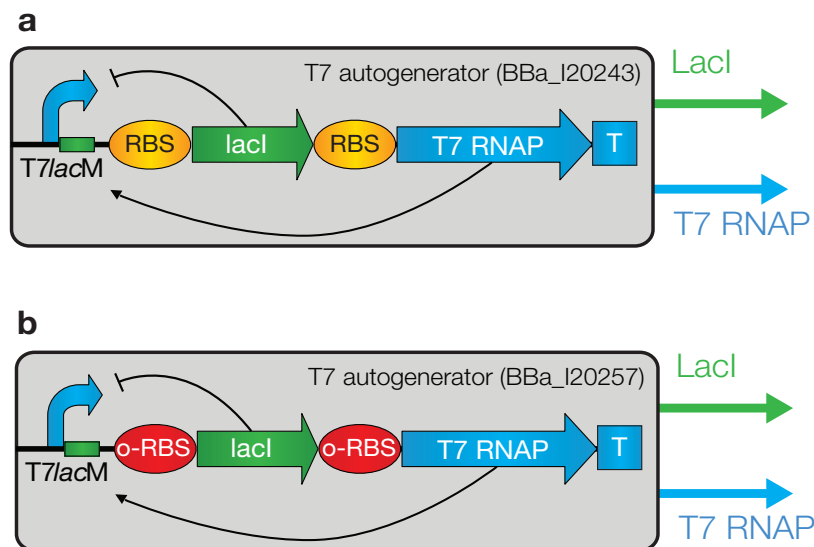 a
T7 autogenerator (BBa_I20243)
LacI
RBS
lacI
RBS
T7 RNAP
T
T7lacM
T7 RNAP
b
T7 autogenerator (BBa_I20257)
LacI
o-RBS
lacI
o-RBS
T7 RNAP
T
T7lacM
T7 RNAP